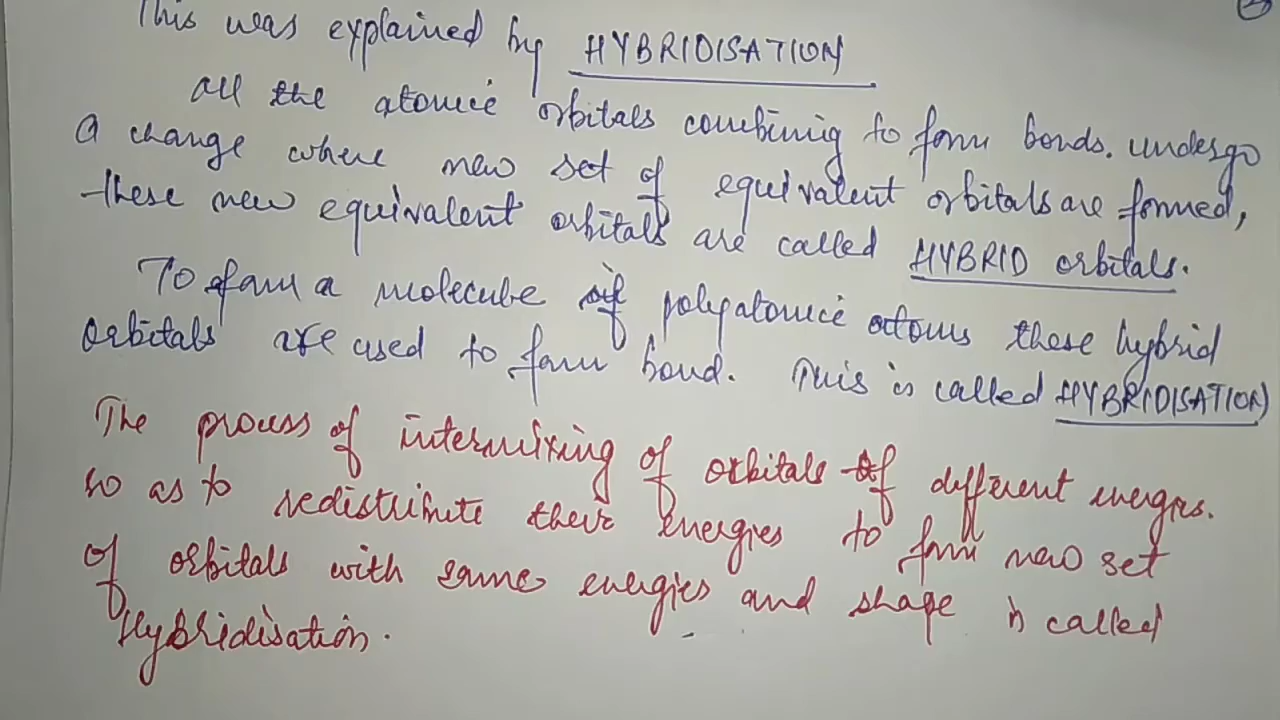 This was explained by HYBRIDISATION
all the atomic orbitals combining to form bonds. undergo
a change where new set of equivalent orbitals are formed,
these new equivalent orbitals are called HYBRID orbitals.
To form a molecule of polyatomic atoms these hybrid
orbitals are used to form bond. This is called HYBRIDISATION
The process of intermixing of orbitals of different energies.
so as to redistribute their energies to form new set
of orbitals with same energies and shape is called
Hybridisation.